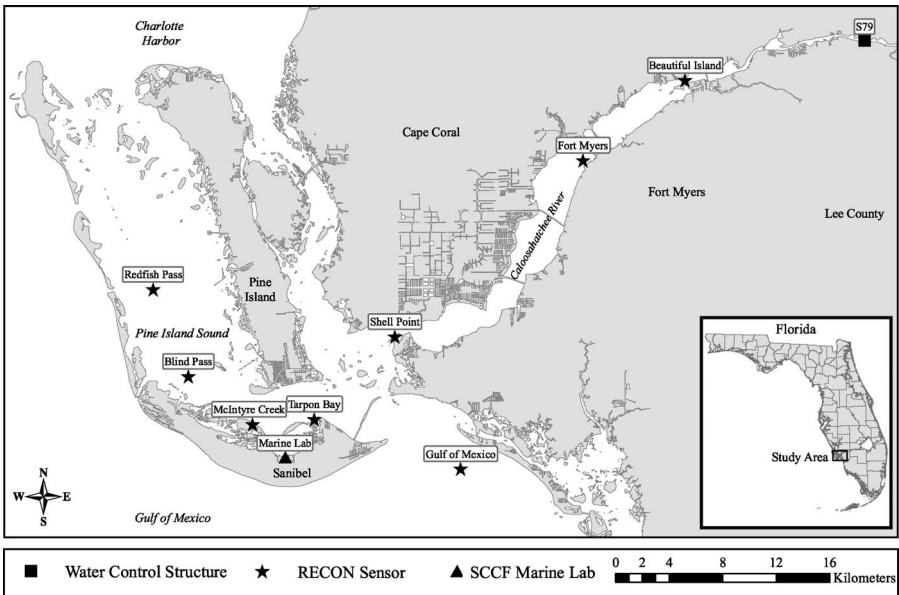 Charlotte
Harbor
S79
Beautiful Island
Cape Coral
Fort Myers
Fort Myers
Lee County
Caloosahatchee River
Redfish Pass
Pine
Island
Shell Point
Pine Island Sound
Blind Pass
McIntyre Creek
Tarpon Bay
Marine Lab
Sanibel
Gulf of Mexico
Gulf of Mexico
N
W
E
S
Florida
Study Area
Water Control Structure
RECON Sensor
SCCF Marine Lab
0 2 4 8 12 16
Kilometers